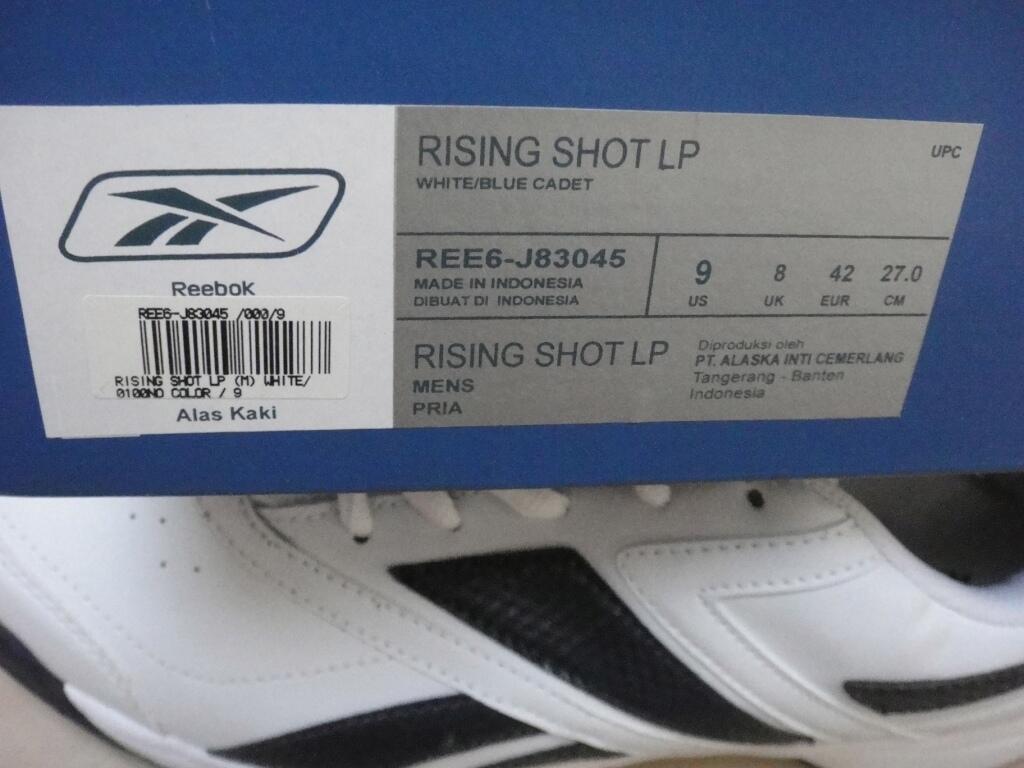 Reebok
REE6-J83045 /000/9
RISING SHOT LP (M) WHITE/
0100NO COLOR / 9
Alas Kaki
RISING SHOT LP
UPC
WHITE/BLUE CADET
REE6-J83045
MADE IN INDONESIA
DIBUAT DI INDONESIA
9 8 42 27.0
US UK EUR CM
RISING SHOT LP
MENS
PRIA
Diproduksi oleh
PT. ALASKA INTI CEMERLANG
Tangerang - Banten
Indonesia